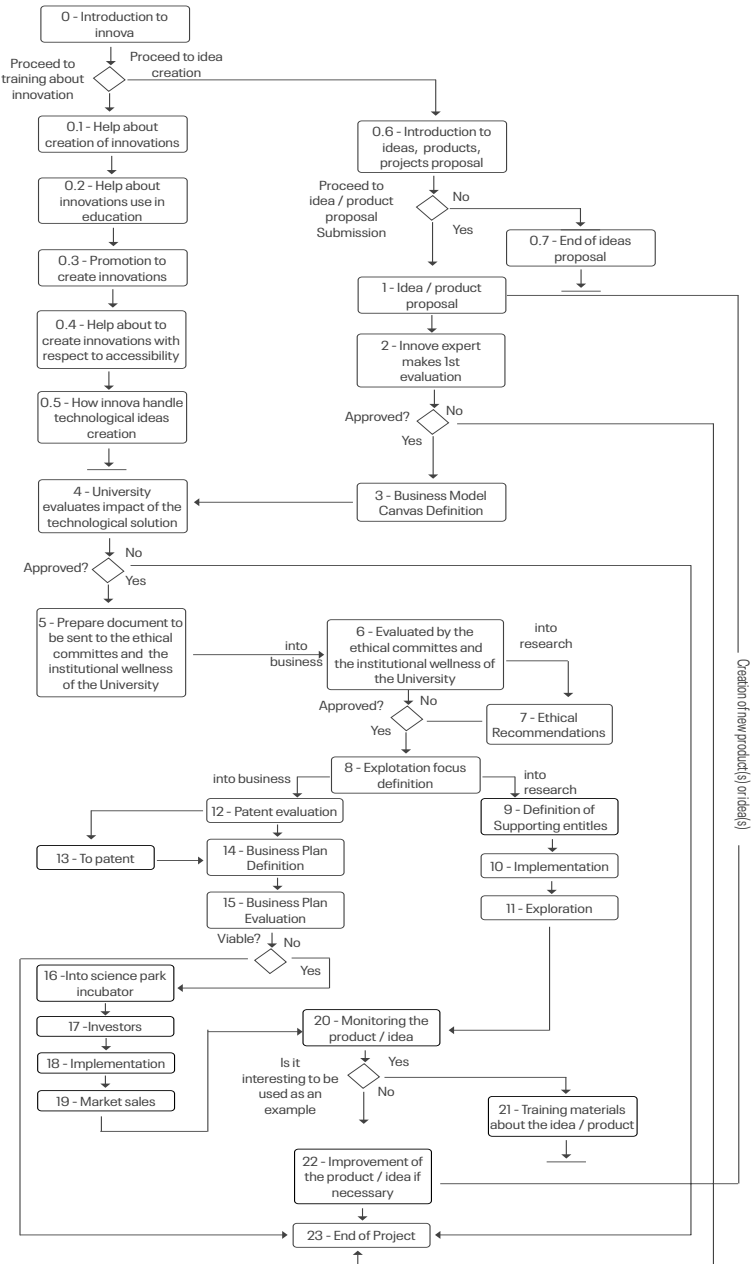 0 - Introduction to
innova
Proceed to
training about
innovation
Proceed to idea
creation
0.1 - Help about
creation of innovations
0.2 - Help about
innovations use in
education
0.3 - Promotion to
create innovations
0.4 - Help about to
create innovations with
respect to accessibility
0.5 - How innova handle
technological ideas
creation
0.6 - Introduction to
ideas, products,
projects proposal
Proceed to
idea / product
proposal
Submission
No
Yes
0.7 - End of ideas
proposal
1 - Idea / product
proposal
2 - Innove expert
makes 1st
evaluation
Approved?
No
Yes
3 - Business Model
Canvas Definition
4 - University
evaluates impact of the
technological solution
Approved?
No
Yes
5 - Prepare document to
be sent to the ethical
committes and the
institutional wellness
of the University
into
business
6 - Evaluated by the
ethical committes and
the institutional wellness of
the University
into
research
7 - Ethical
Recommendations
Approved?
No
Yes
8 - Explotation focus
definition
into business
into
research
12 - Patent evaluation
13 - To patent
14 - Business Plan
Definition
15 - Business Plan
Evaluation
9 - Definition of
Supporting entitles
10 - Implementation
11 - Exploration
Viable?
No
Yes
16 -Into science park
incubator
17 -Investors
18 - Implementation
19 - Market sales
20 - Monitoring the
product / idea
Is it
interesting to be
used as an
example
Yes
No
21 - Training materials
about the idea / product
22 - Improvement of
the product / idea if
necessary
23 - End of Project
Creation of new product(s) or idea(s)